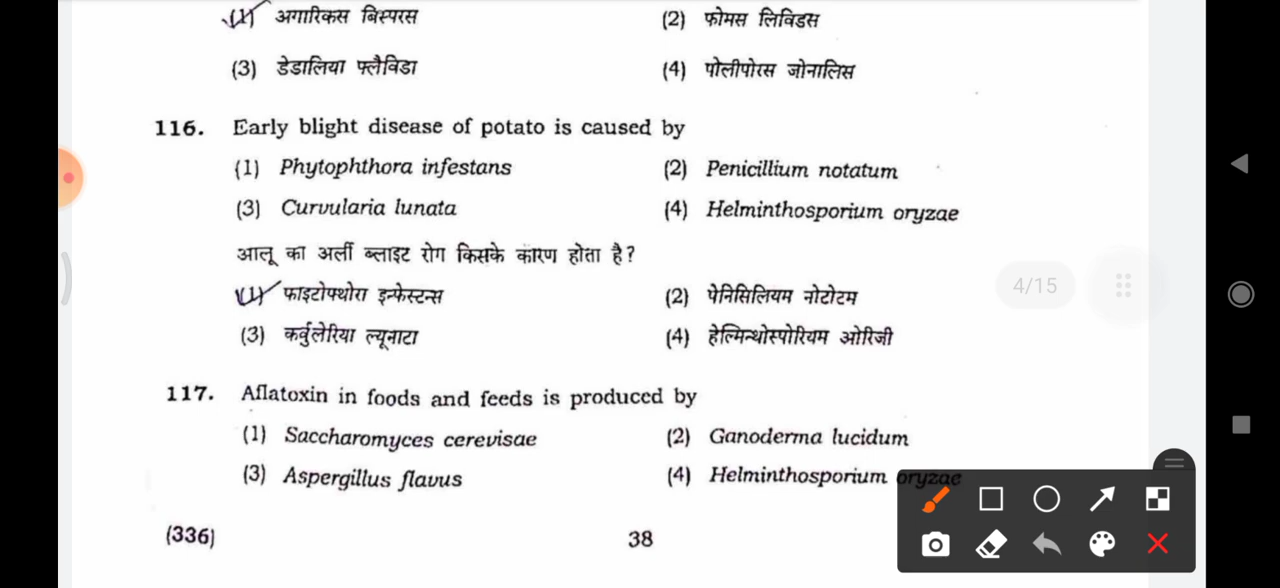 (1) अगारिकस बिस्परस (2) फोमस लिविडस
(3) डेडालिया फ्लैविडा (4) पोलीपोरस जोनालिस
116. Early blight disease of potato is caused by
(1) Phytophthora infestans (2) Penicillium notatum
(3) Curvularia lunata (4) Helminthosporium oryzae
आलू का अर्ली ब्लाइट रोग किसके कारण होता है?
(1) फाइटोफ्थोरा इन्फेस्टन्स (2) पेनिसिलियम नोटोटम
(3) कर्वुलेरिया ल्यूनाटा (4) हेल्मिन्थोस्पोरियम ओरिजी
4/15
117. Aflatoxin in foods and feeds is produced by
(1) Saccharomyces cerevisae (2) Ganoderma lucidum
(3) Aspergillus flavus (4) Helminthosporium oryzae
(336) 38